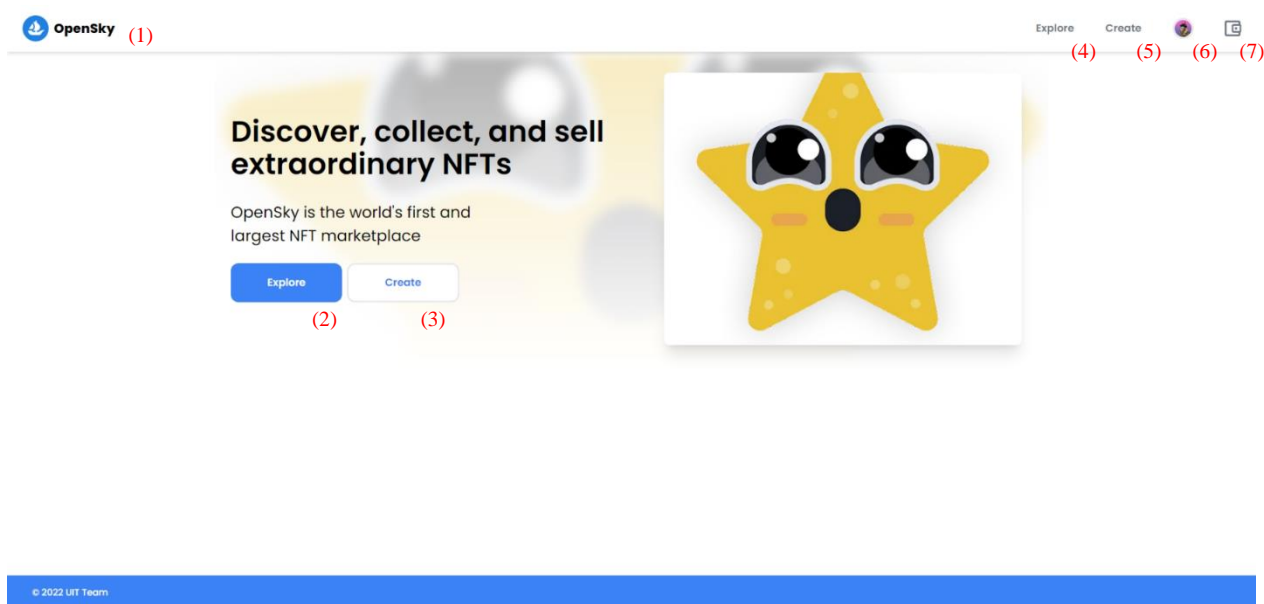 OpenSky (1)
Explore Create
(4) (5) (6) (7)
Discover, collect, and sell
extraordinary NFTs
OpenSky is the world's first and
largest NFT marketplace
Explore Create
(2) (3)
© 2022 UIT Team